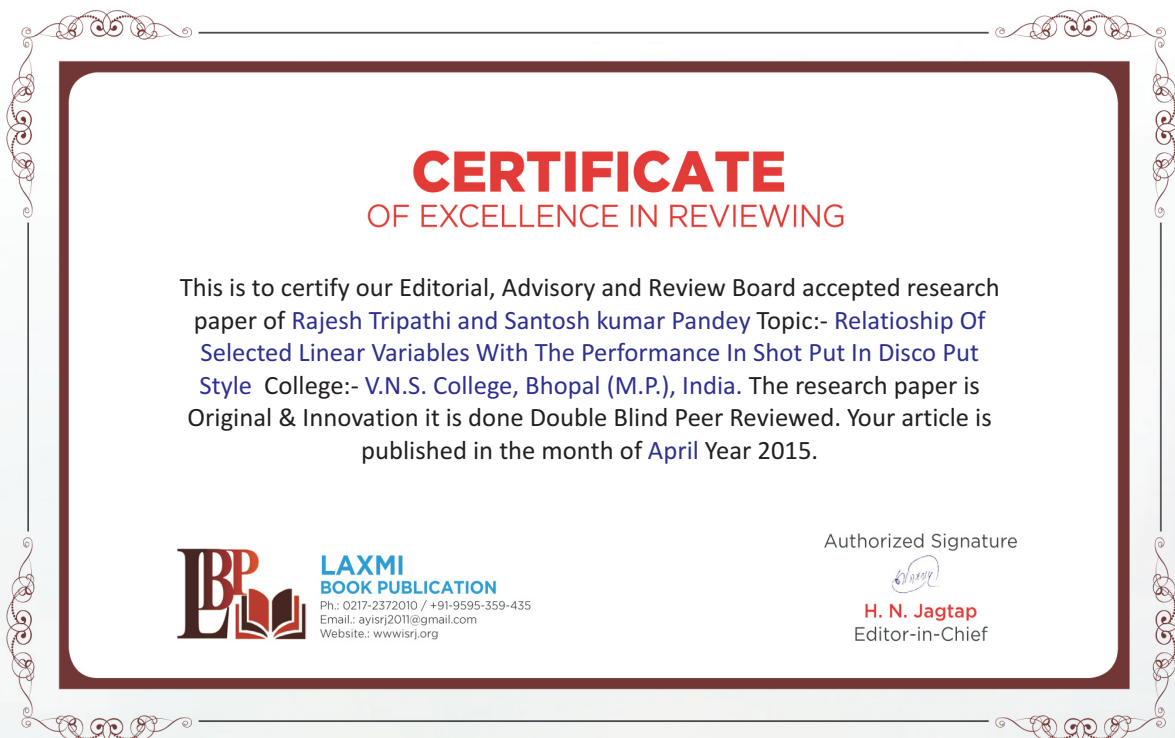 CERTIFICATE
OF EXCELLENCE IN REVIEWING
This is to certify our Editorial, Advisory and Review Board accepted research
paper of Rajesh Tripathi and Santosh kumar Pandey Topic:- Relatioship Of
Selected Linear Variables With The Performance In Shot Put In Disco Put
Style College:- V.N.S. College, Bhopal (M.P.), India. The research paper is
Original & Innovation it is done Double Blind Peer Reviewed. Your article is
published in the month of April Year 2015.
LBP
LAXMI
BOOK PUBLICATION
Ph.: 0217-2372010 / +91-9595-359-435
Email.: ayisrj2011@gmail.com
Website.: wwwisrj.org
Authorized Signature
H. N. Jagtap
Editor-in-Chief